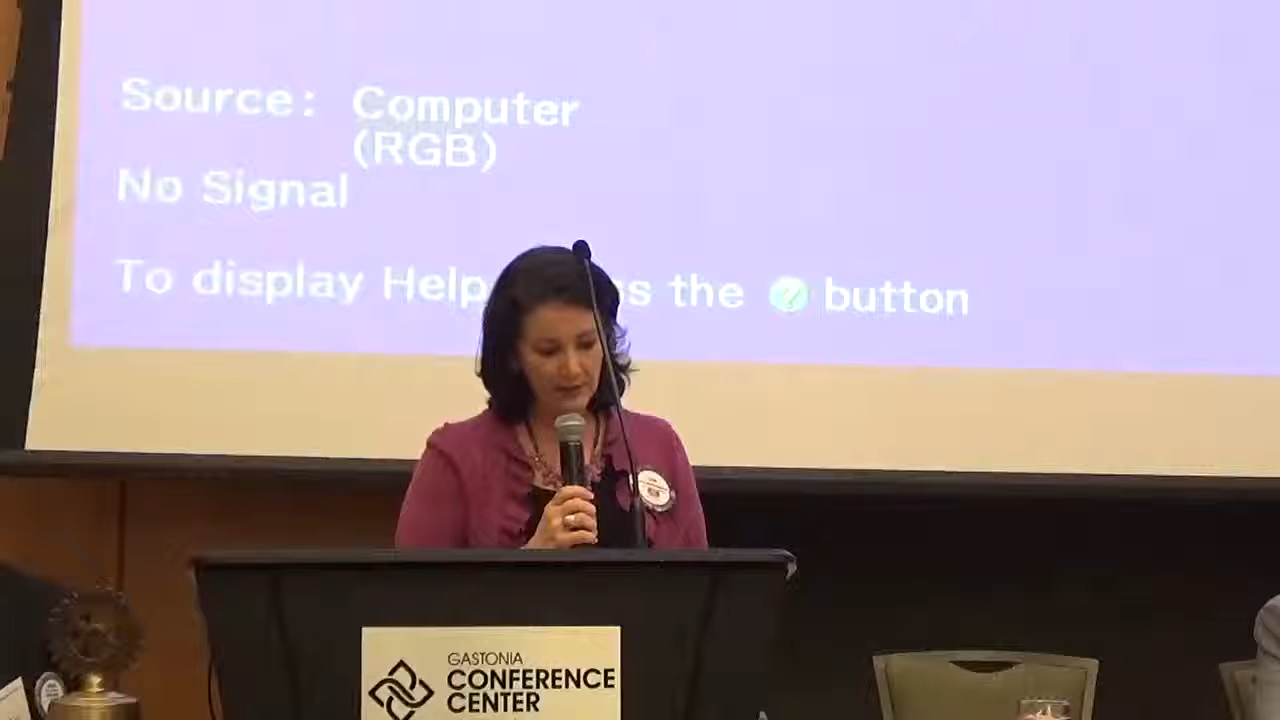 Source: Computer
(RGB)
No Signal
To display Help s the ? button
GASTONIA
CONFERENCE
CENTER